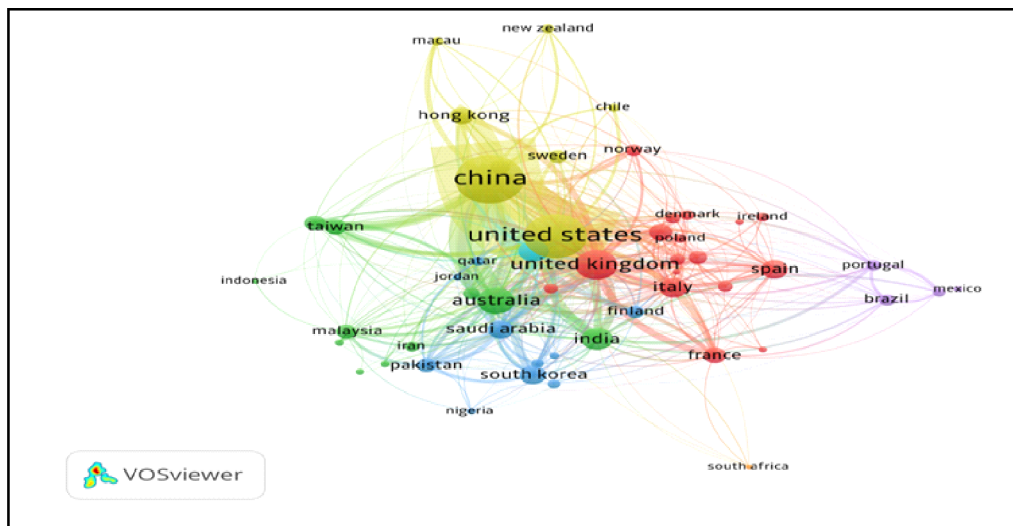 new zealand
macau
chile
hong kong
norway
sweden
china
denmark
ireland
taiwan
united states
poland
qatar
united kingdom
spain
portugal
indonesia
jordan
italy
mexico
australia
brazil
finland
malaysia
saudi arabia
india
iran
france
pakistan
south korea
nigeria
south africa
VOSviewer